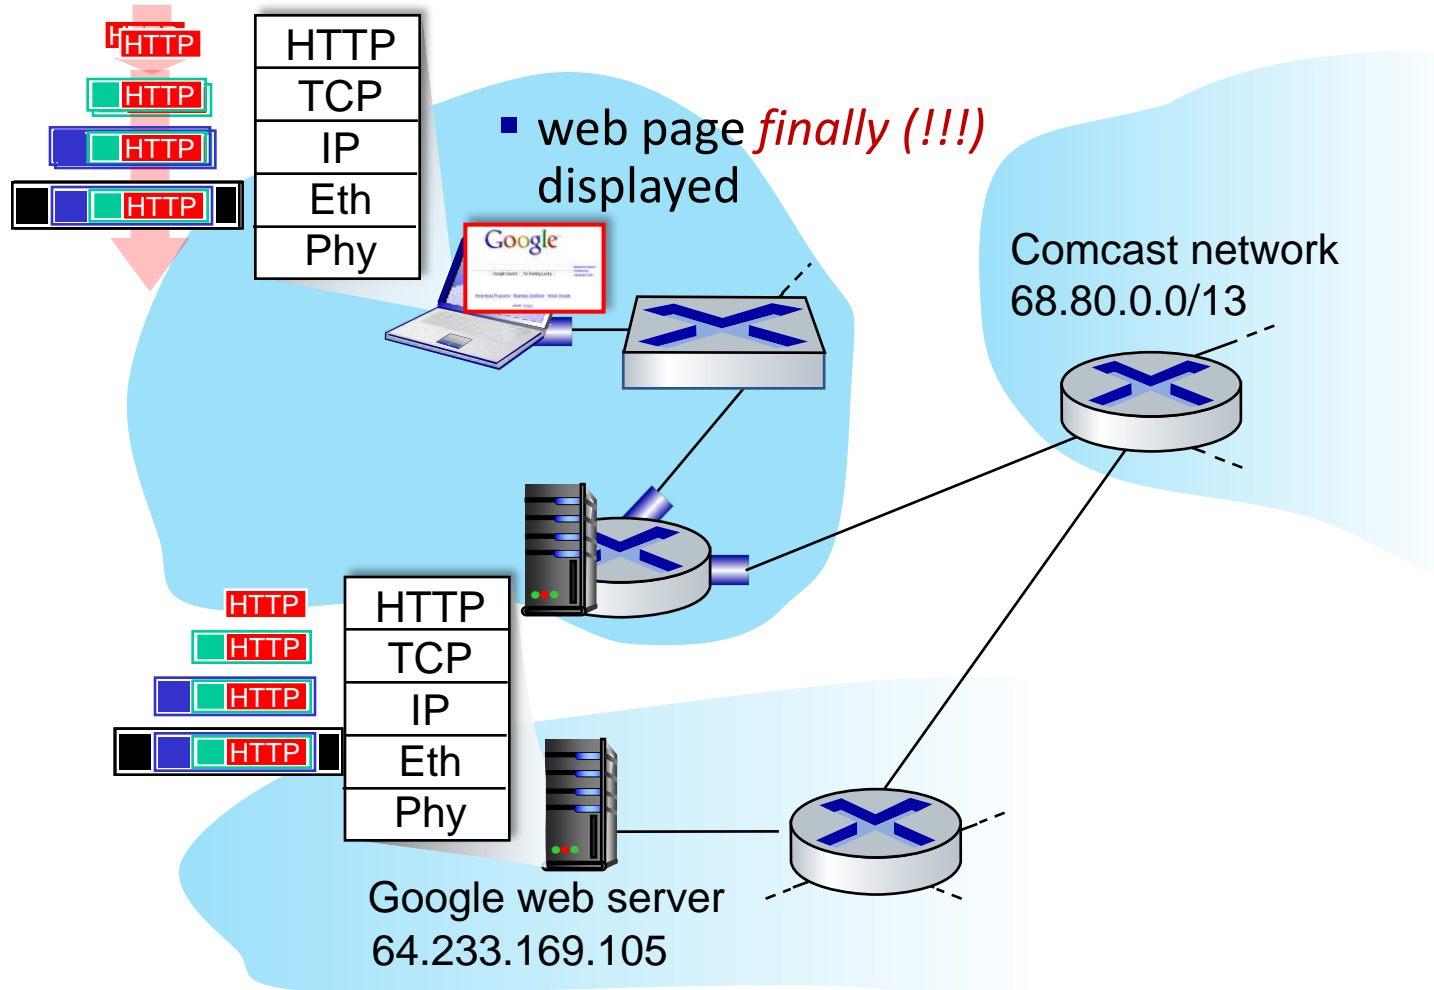 HTTP
HTTP
TCP
HTTP
IP
HTTP
Eth
HTTP
Phy
web page finally (!!!)
displayed
Google
Comcast network
68.80.0.0/13
HTTP
HTTP
TCP
HTTP
IP
HTTP
Eth
HTTP
Phy
HTTP
Google web server
64.233.169.105